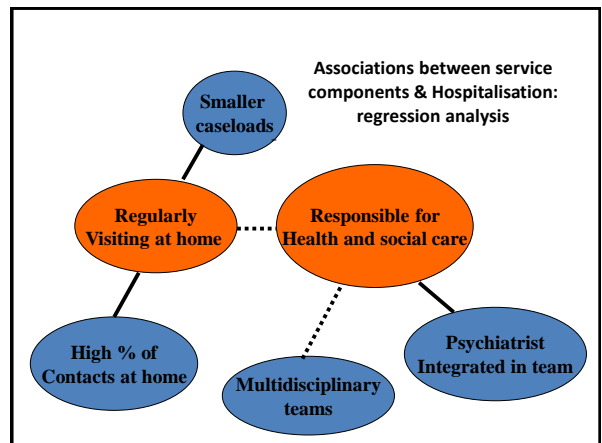 Associations between service
components & Hospitalisation:
regression analysis
Smaller
caseloads
Regularly
Visiting at home
Responsible for
Health and social care
High % of
Contacts at home
Multidisciplinary
teams
Psychiatrist
Integrated in team